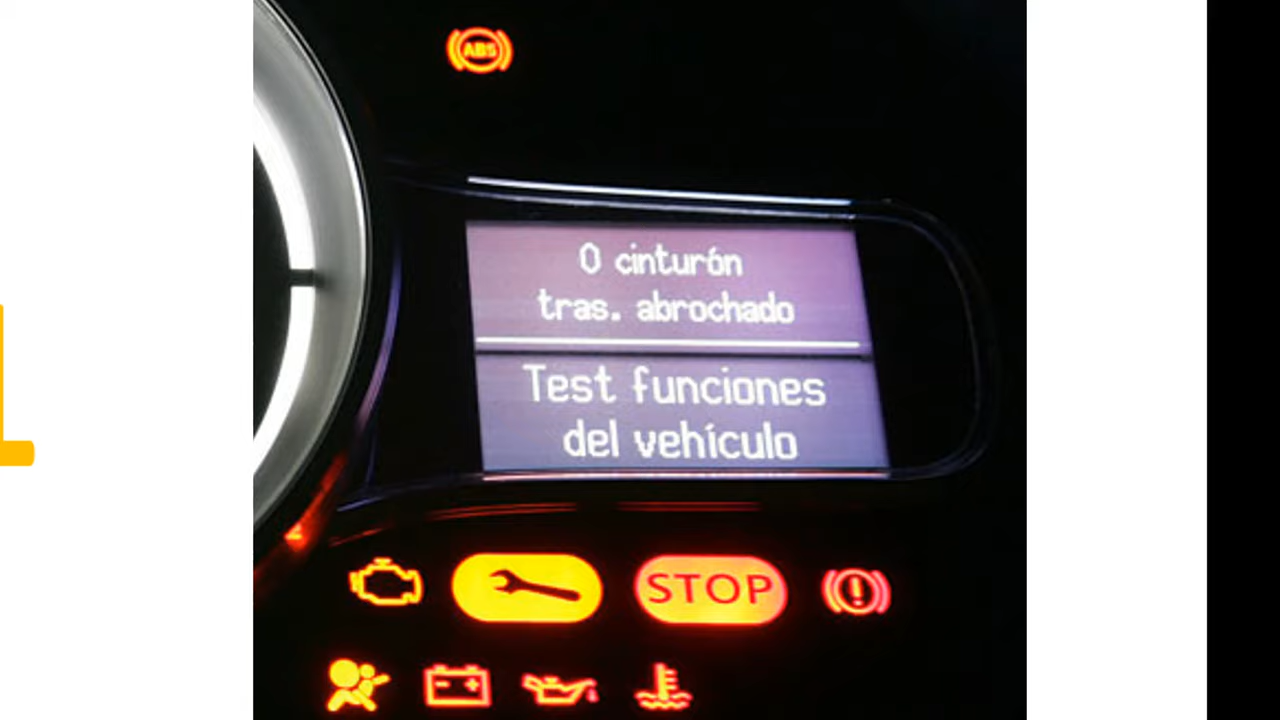 ABS
0 cinturón
tras. abrochado
Test funciones
del vehículo
STOP